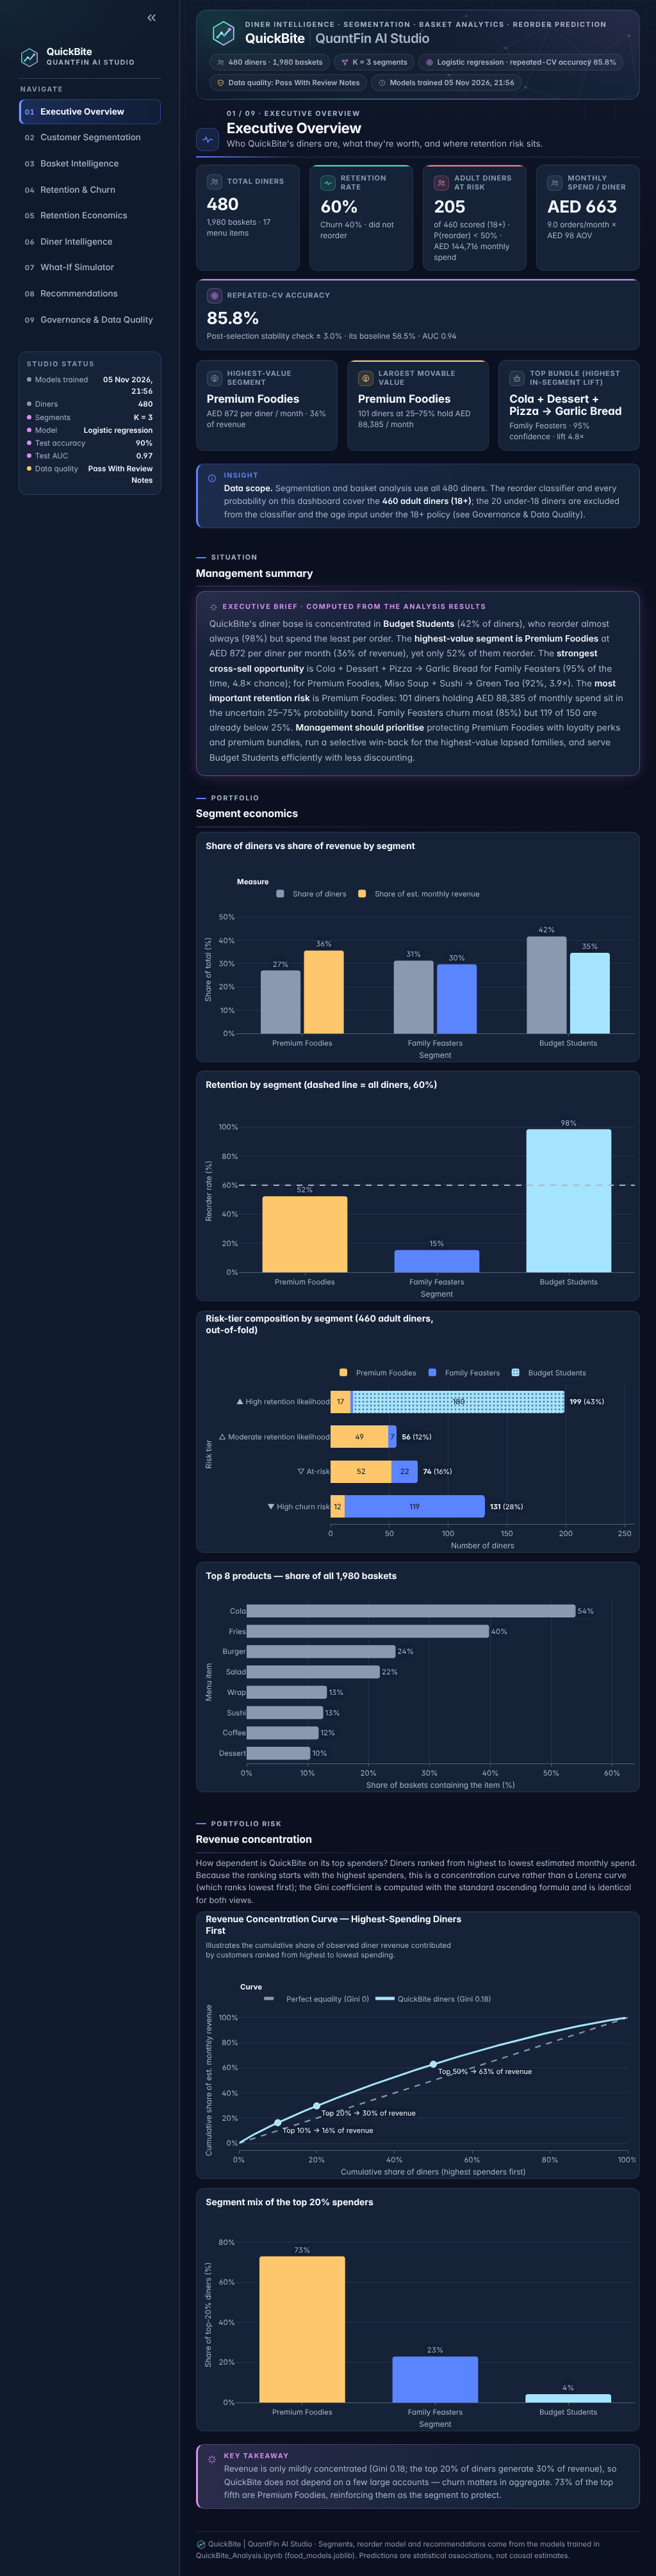 QuickBite
QUANTFIN AI STUDIO
NAVIGATE
01 Executive Overview
02 Customer Segmentation
03 Basket Intelligence
04 Retention & Churn
05 Retention Economics
06 Diner Intelligence
07 What-If Simulator
08 Recommendations
09 Governance & Data Quality
STUDIO STATUS
Models trained 05 Nov 2026,
21:56
Diners 480
Segments K = 3
Model Logistic regression
Test accuracy 90%
Test AUC 0.97
Data quality Pass With Review
Notes
DINER INTELLIGENCE · SEGMENTATION · BASKET ANALYTICS · REORDER PREDICTION
QuickBite | QuantFin AI Studio
480 diners · 1,980 baskets
K = 3 segments
Logistic regression · repeated-CV accuracy 85.8%
Data quality: Pass With Review Notes
Models trained 05 Nov 2026, 21:56
01 / 09 · EXECUTIVE OVERVIEW
Executive Overview
Who QuickBite's diners are, what they're worth, and where retention risk sits.
TOTAL DINERS
480
1,980 baskets · 17
menu items
RETENTION
RATE
60%
Churn 40% · did not
reorder
ADULT DINERS
AT RISK
205
of 460 scored (18+) ·
P(reorder) < 50% ·
AED 144,716 monthly
spend
MONTHLY
SPEND / DINER
AED 663
9.0 orders/month ×
AED 98 AOV
REPEATED-CV ACCURACY
85.8%
Post-selection stability check ± 3.0% · its baseline 58.5% · AUC 0.94
HIGHEST-VALUE
SEGMENT
Premium Foodies
AED 872 per diner / month · 36%
of revenue
LARGEST MOVABLE
VALUE
Premium Foodies
101 diners at 25–75% hold AED
88,385 / month
TOP BUNDLE (HIGHEST
IN-SEGMENT LIFT)
Cola + Dessert +
Pizza → Garlic Bread
Family Feasters · 95%
confidence · lift 4.8×
INSIGHT
Data scope. Segmentation and basket analysis use all 480 diners. The reorder classifier and every
probability on this dashboard cover the 460 adult diners (18+); the 20 under-18 diners are excluded
from the classifier and the age input under the 18+ policy (see Governance & Data Quality).
SITUATION
Management summary
EXECUTIVE BRIEF · COMPUTED FROM THE ANALYSIS RESULTS
QuickBite's diner base is concentrated in Budget Students (42% of diners), who reorder almost
always (98%) but spend the least per order. The highest-value segment is Premium Foodies at
AED 872 per diner per month (36% of revenue), yet only 52% of them reorder. The strongest
cross-sell opportunity is Cola + Dessert + Pizza → Garlic Bread for Family Feasters (95% of the
time, 4.8× chance); for Premium Foodies, Miso Soup + Sushi → Green Tea (92%, 3.9×). The most
important retention risk is Premium Foodies: 101 diners holding AED 88,385 of monthly spend sit in
the uncertain 25–75% probability band. Family Feasters churn most (85%) but 119 of 150 are
already below 25%. Management should prioritise protecting Premium Foodies with loyalty perks
and premium bundles, run a selective win-back for the highest-value lapsed families, and serve
Budget Students efficiently with less discounting.
PORTFOLIO
Segment economics
Share of diners vs share of revenue by segment
Measure
Share of diners Share of est. monthly revenue
Share of total (%)
50%
40%
30%
20%
10%
0%
27%
36%
31%
30%
42%
35%
Premium Foodies
Family Feasters
Budget Students
Segment
Retention by segment (dashed line = all diners, 60%)
Reorder rate (%)
100%
80%
60%
40%
20%
0%
52%
15%
98%
Premium Foodies
Family Feasters
Budget Students
Segment
Risk-tier composition by segment (460 adult diners,
out-of-fold)
Premium Foodies Family Feasters Budget Students
Risk tier
▲ High retention likelihood 17 180 199 (43%)
△ Moderate retention likelihood 49 7 56 (12%)
▽ At-risk 52 22 74 (16%)
▼ High churn risk 12 119 131 (28%)
0 50 100 150 200 250
Number of diners
Top 8 products — share of all 1,980 baskets
Menu item
Cola 54%
Fries 40%
Burger 24%
Salad 22%
Wrap 13%
Sushi 13%
Coffee 12%
Dessert 10%
0% 10% 20% 30% 40% 50% 60%
Share of baskets containing the item (%)
PORTFOLIO RISK
Revenue concentration
How dependent is QuickBite on its top spenders? Diners ranked from highest to lowest estimated monthly spend.
Because the ranking starts with the highest spenders, this is a concentration curve rather than a Lorenz curve
(which ranks lowest first); the Gini coefficient is computed with the standard ascending formula and is identical
for both views.
Revenue Concentration Curve — Highest-Spending Diners
First
Illustrates the cumulative share of observed diner revenue contributed
by customers ranked from highest to lowest spending.
Curve
Perfect equality (Gini 0) QuickBite diners (Gini 0.18)
Cumulative share of est. monthly revenue
100%
80%
60%
40%
20%
0%
Top 50% → 63% of revenue
Top 20% → 30% of revenue
Top 10% → 16% of revenue
0% 20% 40% 60% 80% 100%
Cumulative share of diners (highest spenders first)
Segment mix of the top 20% spenders
Share of top-20% diners (%)
80%
60%
40%
20%
0%
73%
23%
4%
Premium Foodies
Family Feasters
Budget Students
Segment
KEY TAKEAWAY
Revenue is only mildly concentrated (Gini 0.18; the top 20% of diners generate 30% of revenue), so
QuickBite does not depend on a few large accounts — churn matters in aggregate. 73% of the top
fifth are Premium Foodies, reinforcing them as the segment to protect.
QuickBite | QuantFin AI Studio · Segments, reorder model and recommendations come from the models trained in
QuickBite_Analysis.ipynb (food_models.joblib). Predictions are statistical associations, not causal estimates.